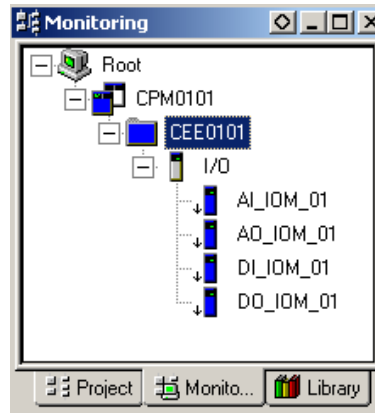 Monitoring
Root
CPM0101
CEE0101
I/O
AI_IOM_01
AO_IOM_01
DI_IOM_01
DO_IOM_01
Project Monito... Library